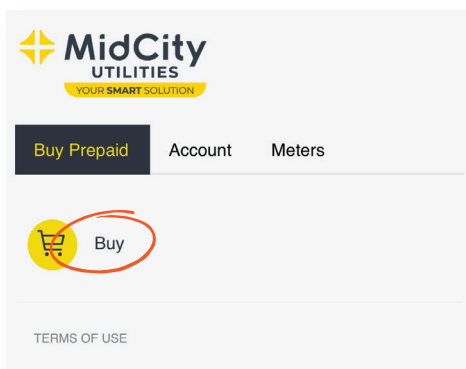 MidCity
UTILITIES
YOUR SMART SOLUTION
Buy Prepaid Account Meters
Buy
TERMS OF USE